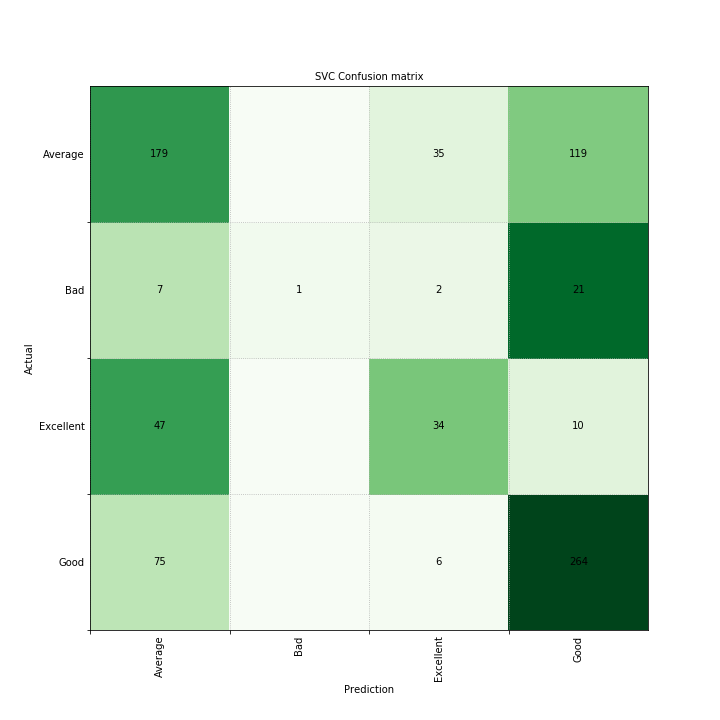 SVC Confusion matrix
Average 179 35 119
Bad 7 1 2 21
Actual
Excellent 47 34 10
Good 75 6 264
Average Bad Excellent Good
Prediction